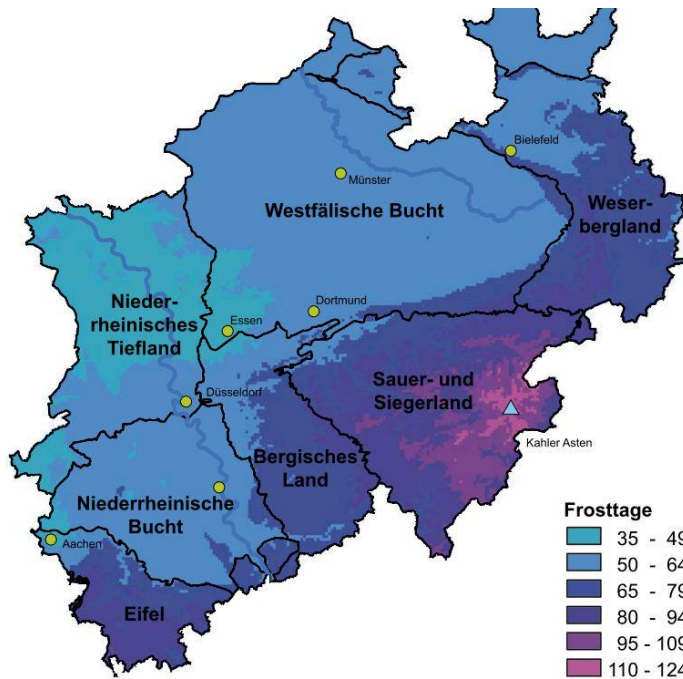 Bielefeld
Münster
Weser-
bergland
Westfälische Bucht
Nieder-
rheinisches
Tiefland
Dortmund
Essen
Düsseldorf
Sauer- und
Siegerland
Kahler Asten
Bergisches
Land
Niederrheinische
Bucht
Aachen
Eifel
Frosttage
35 - 49
50 - 64
65 - 79
80 - 94
95 - 109
110 - 124